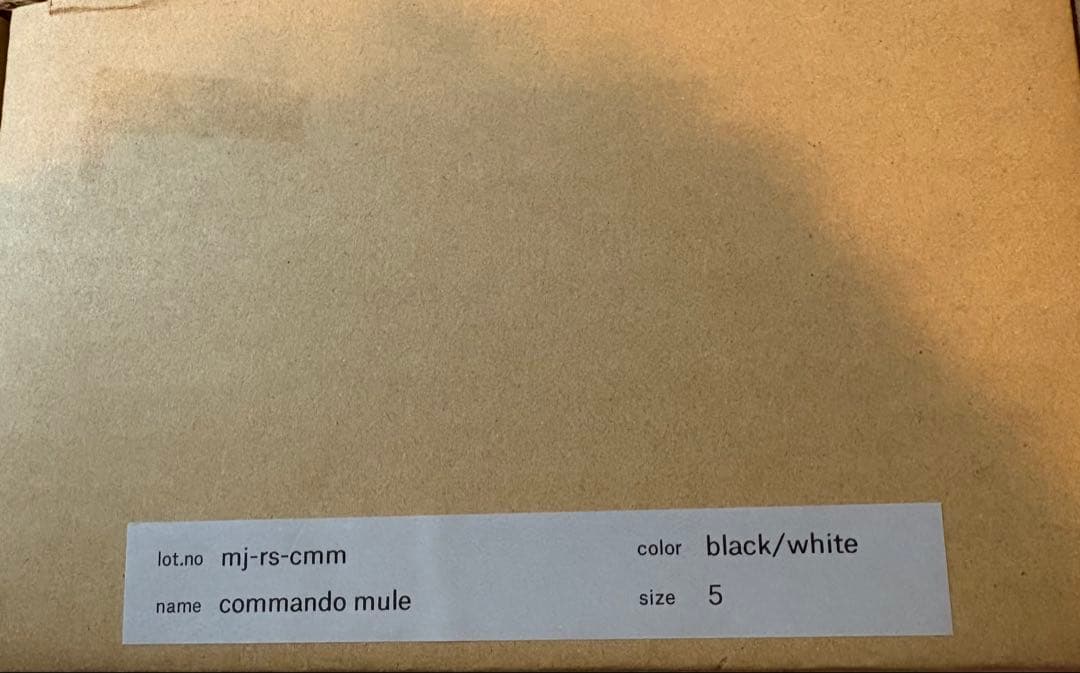 lot.no mj-rs-cmm color black/white
name commando mule size 5